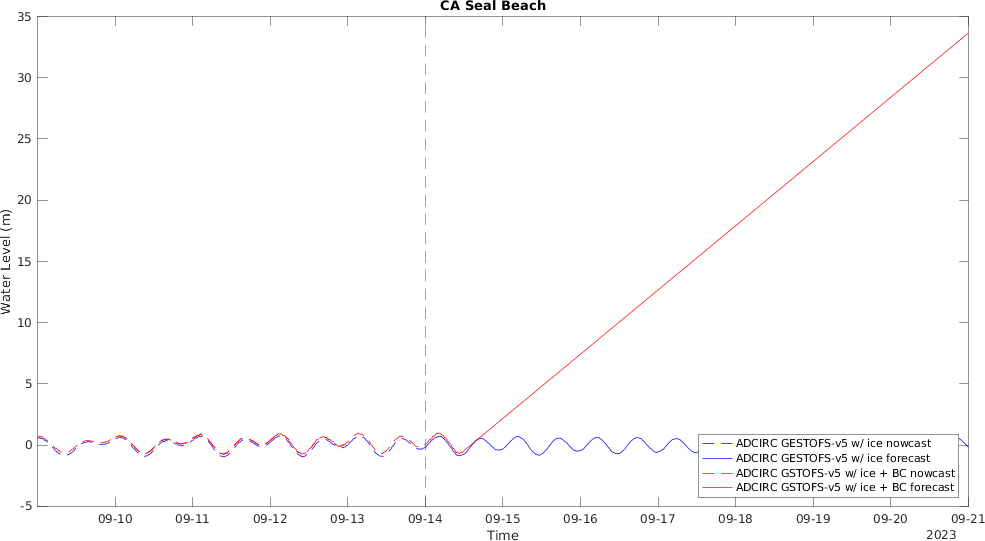 CA Seal Beach
35
30
25
20
15
10
5
0
-5
Water Level (m)
ADCIRC GESTOFS-v5 w/ ice nowcast
ADCIRC GESTOFS-v5 w/ ice forecast
ADCIRC GSTOFS-v5 w/ ice + BC nowcast
ADCIRC GSTOFS-v5 w/ ice + BC forecast
09-10 09-11 09-12 09-13 09-14 09-15 09-16 09-17 09-18 09-19 09-20 09-21
Time
2023